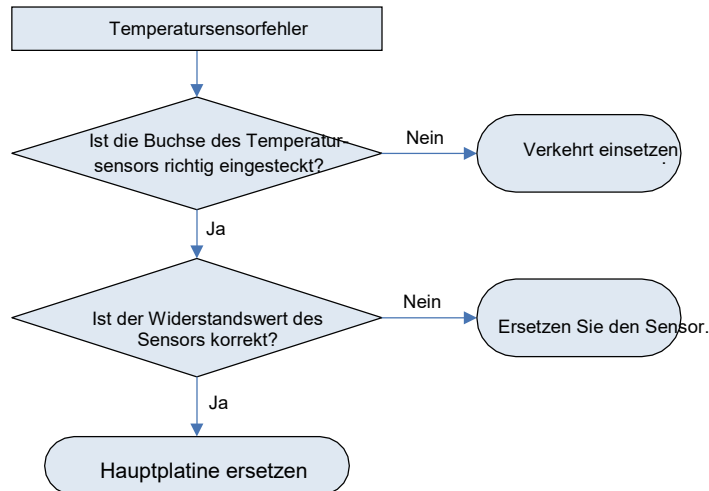 Temperatursensorfehler
Ist die Buchse des Temperatur-
sensors richtig eingesteckt?
Nein
Verkehrt einsetzen
.
Ja
Ist der Widerstandswert des
Sensors korrekt?
Nein
Ersetzen Sie den Sensor.
Ja
Hauptplatine ersetzen